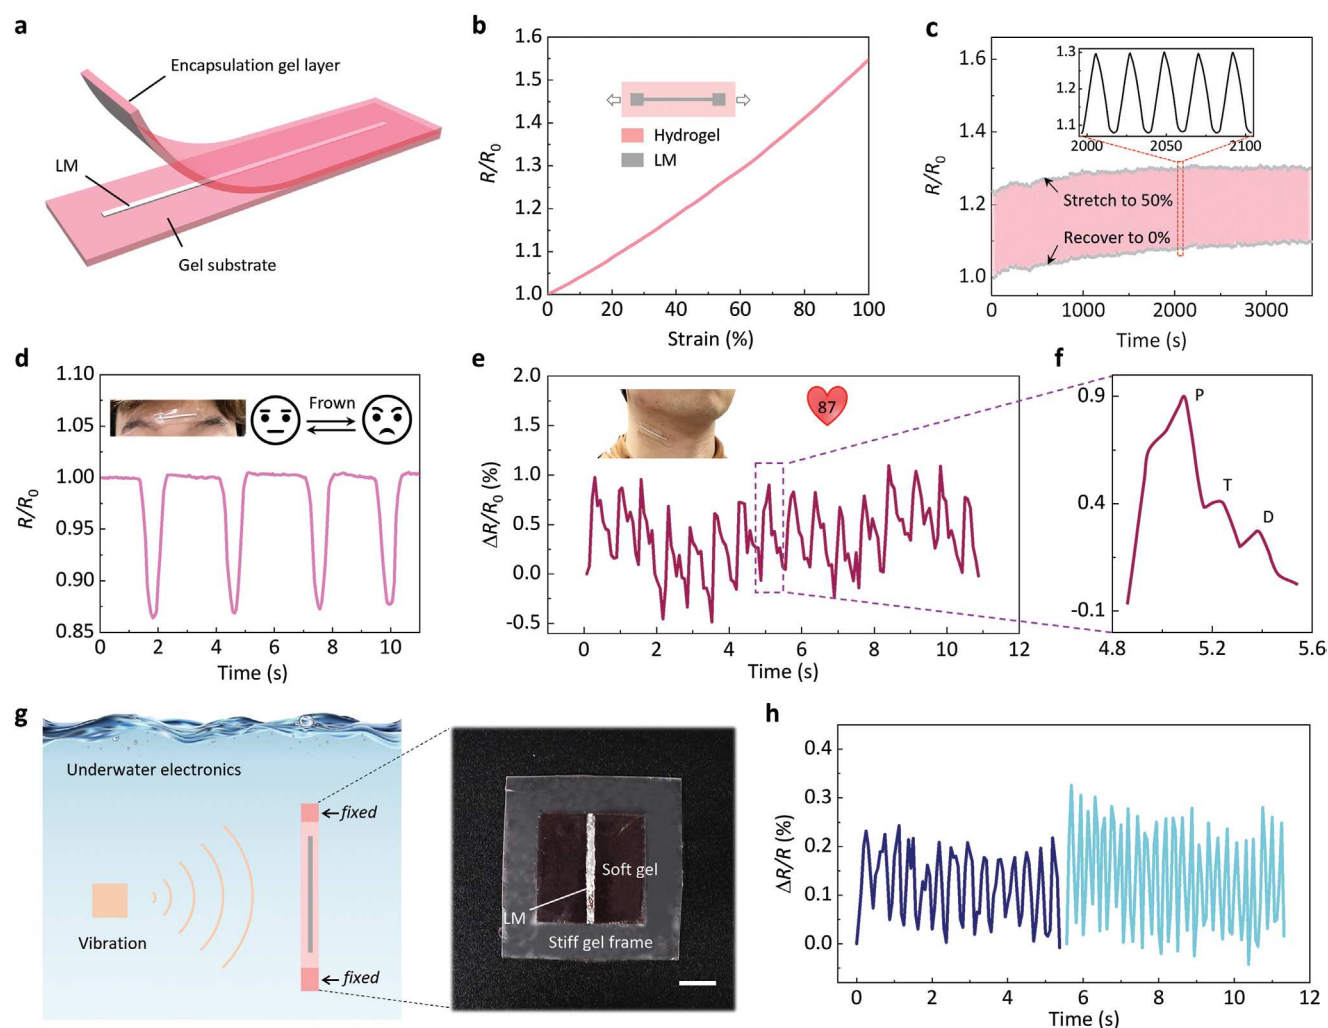 a
Encapsulation gel layer
LM
Gel substrate
b
1.6
1.5
1.4
1.3
1.2
1.1
1.0
R/R0
Hydrogel
LM
0 20 40 60 80 100
Strain (%)
c
1.6
1.4
1.2
1.0
R/R0
1.3
1.2
1.1
2000 2050 2100
Stretch to 50%
Recover to 0%
0 1000 2000 3000
Time (s)
d
1.10
1.05
1.00
0.95
0.90
0.85
R/R0
Frown
0 2 4 6 8 10
Time (s)
e
2.0
1.5
1.0
0.5
0.0
-0.5
ΔR/R0 (%)
87
0 2 4 6 8 10 12
Time (s)
f
0.9
0.4
-0.1
P
T
D
4.8 5.2 5.6
g
Underwater electronics
fixed
Vibration
fixed
Soft gel
LM
Stiff gel frame
h
0.4
0.3
0.2
0.1
0.0
ΔR/R (%)
0 2 4 6 8 10 12
Time (s)